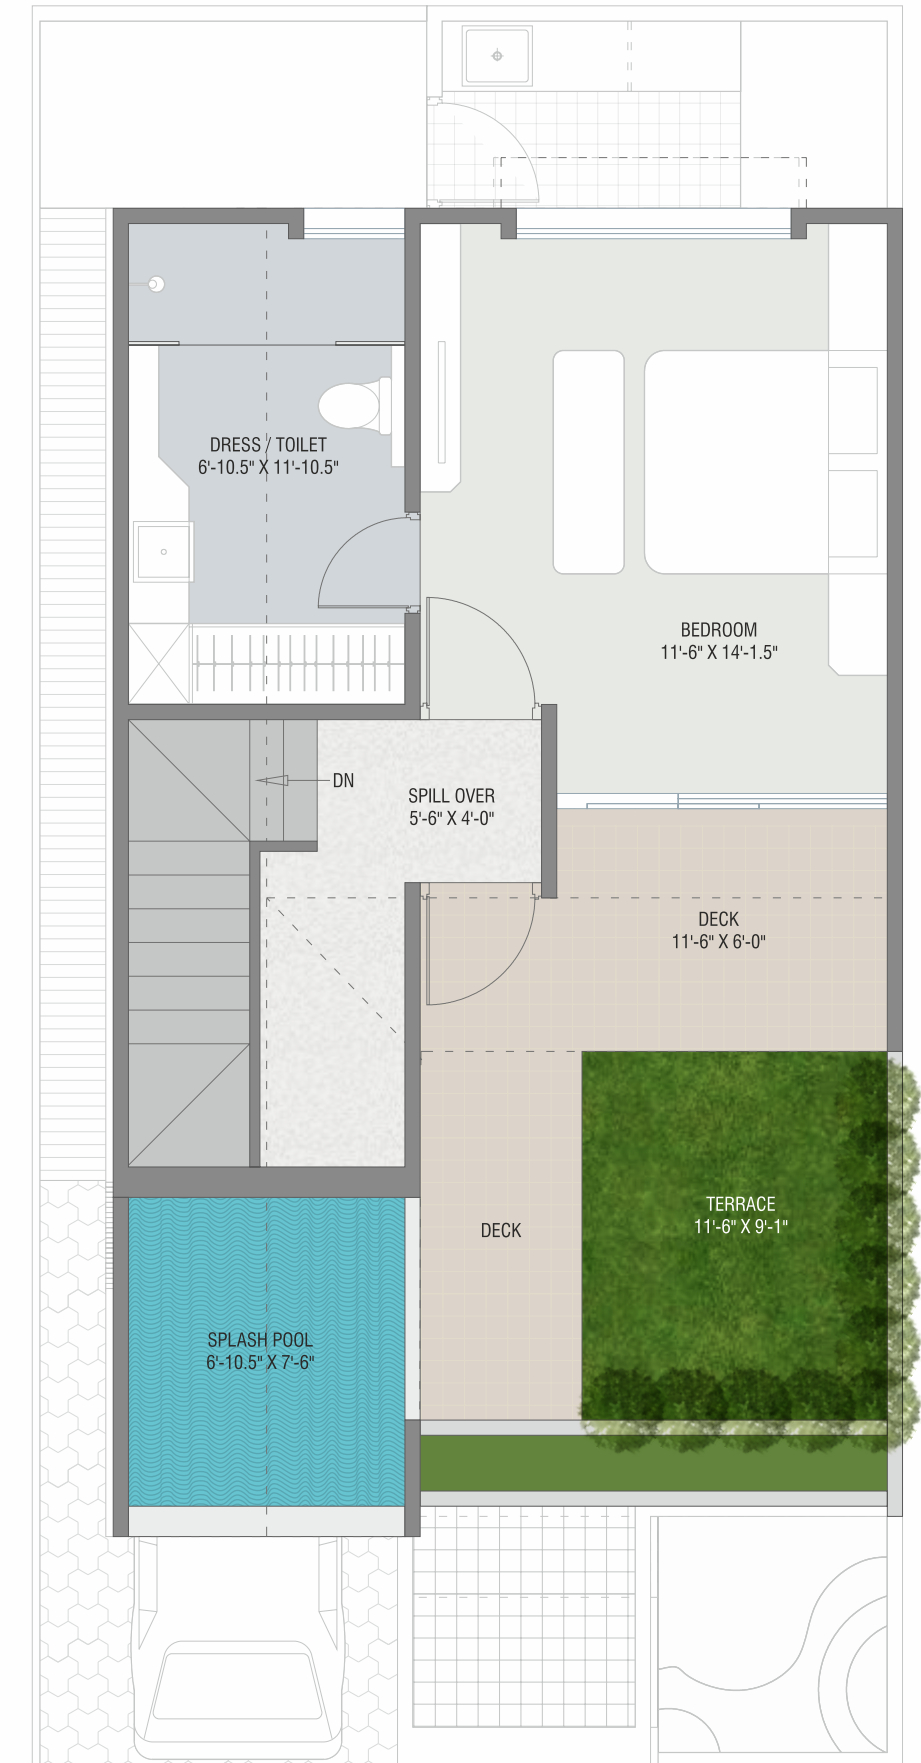 DRESS / TOILET
6'-10.5" X 11'-10.5"
BEDROOM
11'-6" X 14'-1.5"
DN
SPILL OVER
5'-6" X 4'-0"
DECK
11'-6" X 6'-0"
TERRACE
11'-6" X 9'-1"
DECK
SPLASH POOL
6'-10.5" X 7'-6"